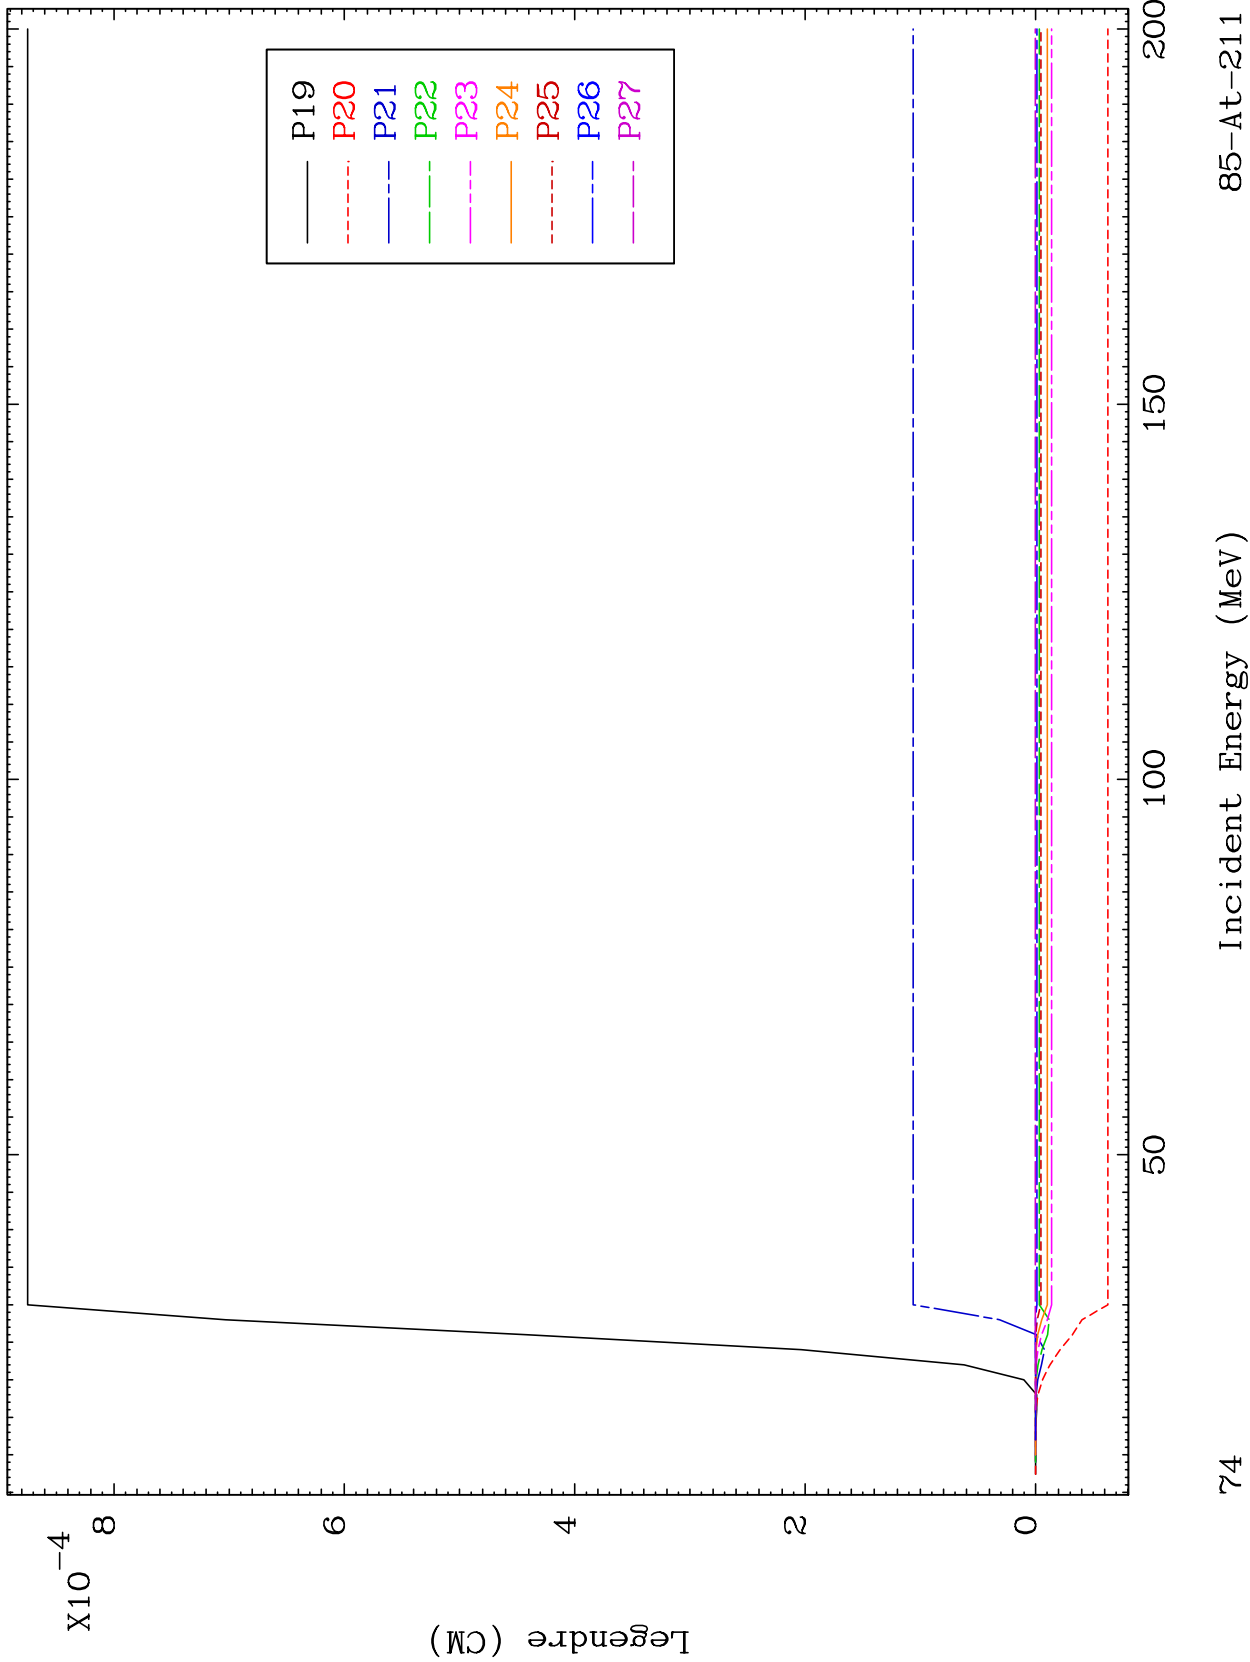 X10-4
8
6
4
2
0
Legendre (CM)
P19
P20
P21
P22
P23
P24
P25
P26
P27
50
100
150
200
Incident Energy (MeV)
74
85-At-211